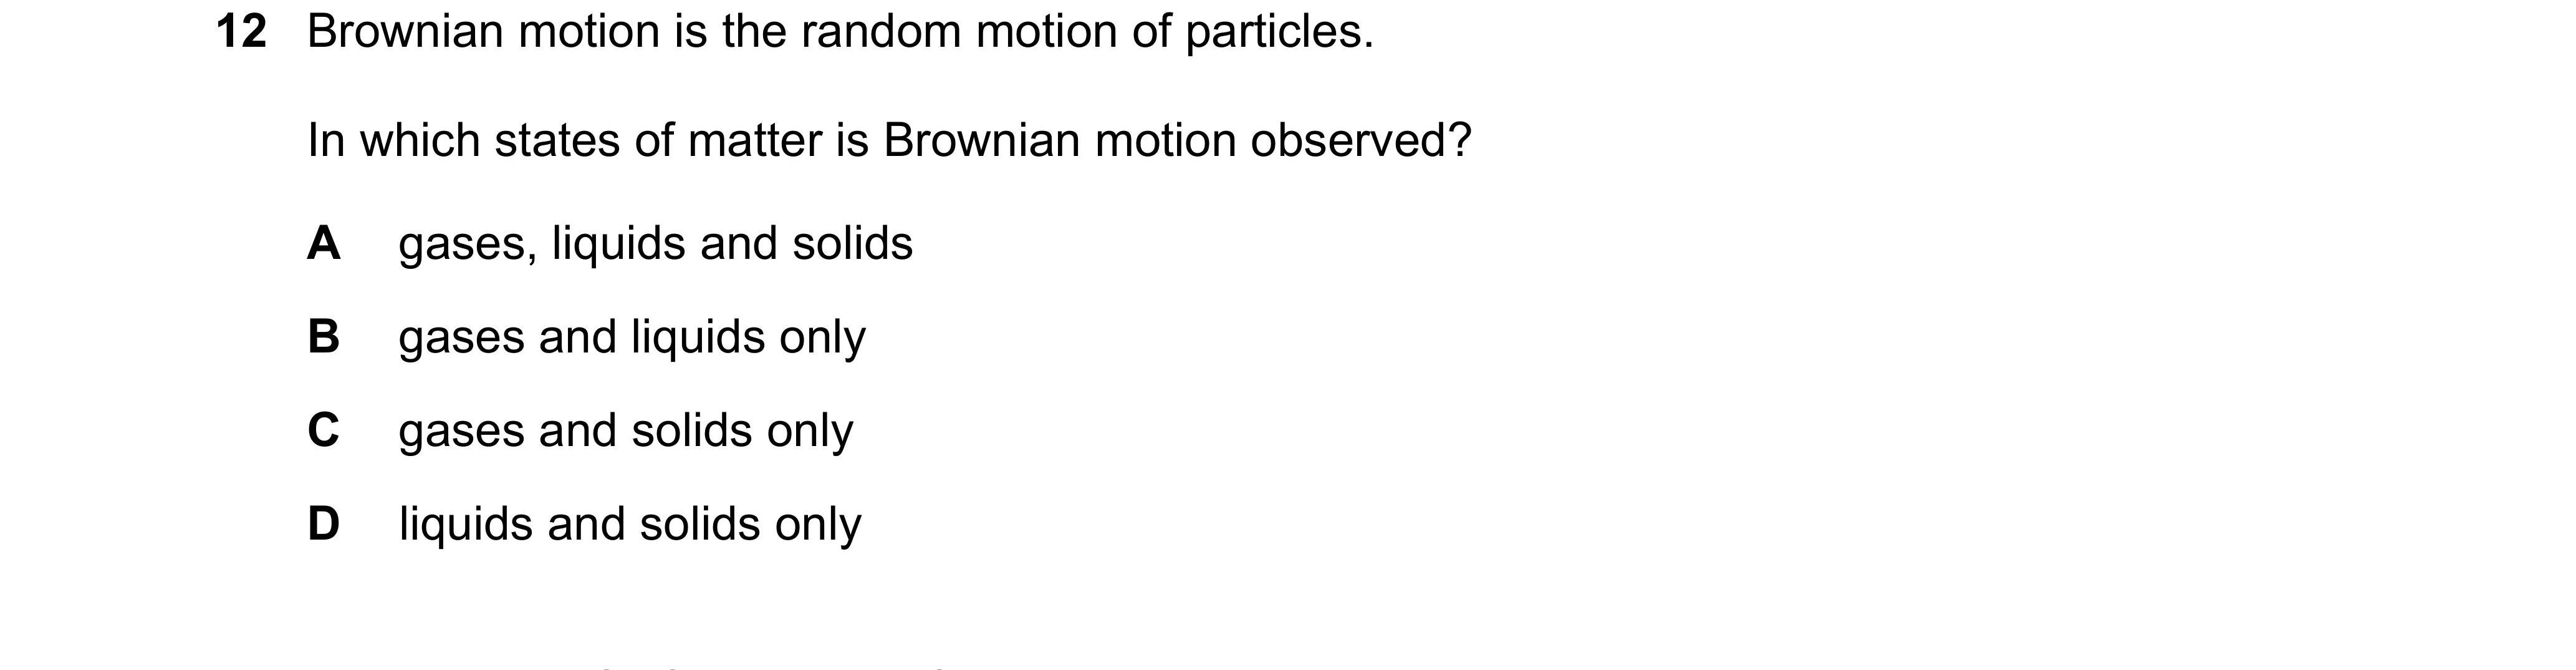 12 Brownian motion is the random motion of particles.
In which states of matter is Brownian motion observed?
A gases, liquids and solids
B gases and liquids only
C gases and solids only
D liquids and solids only